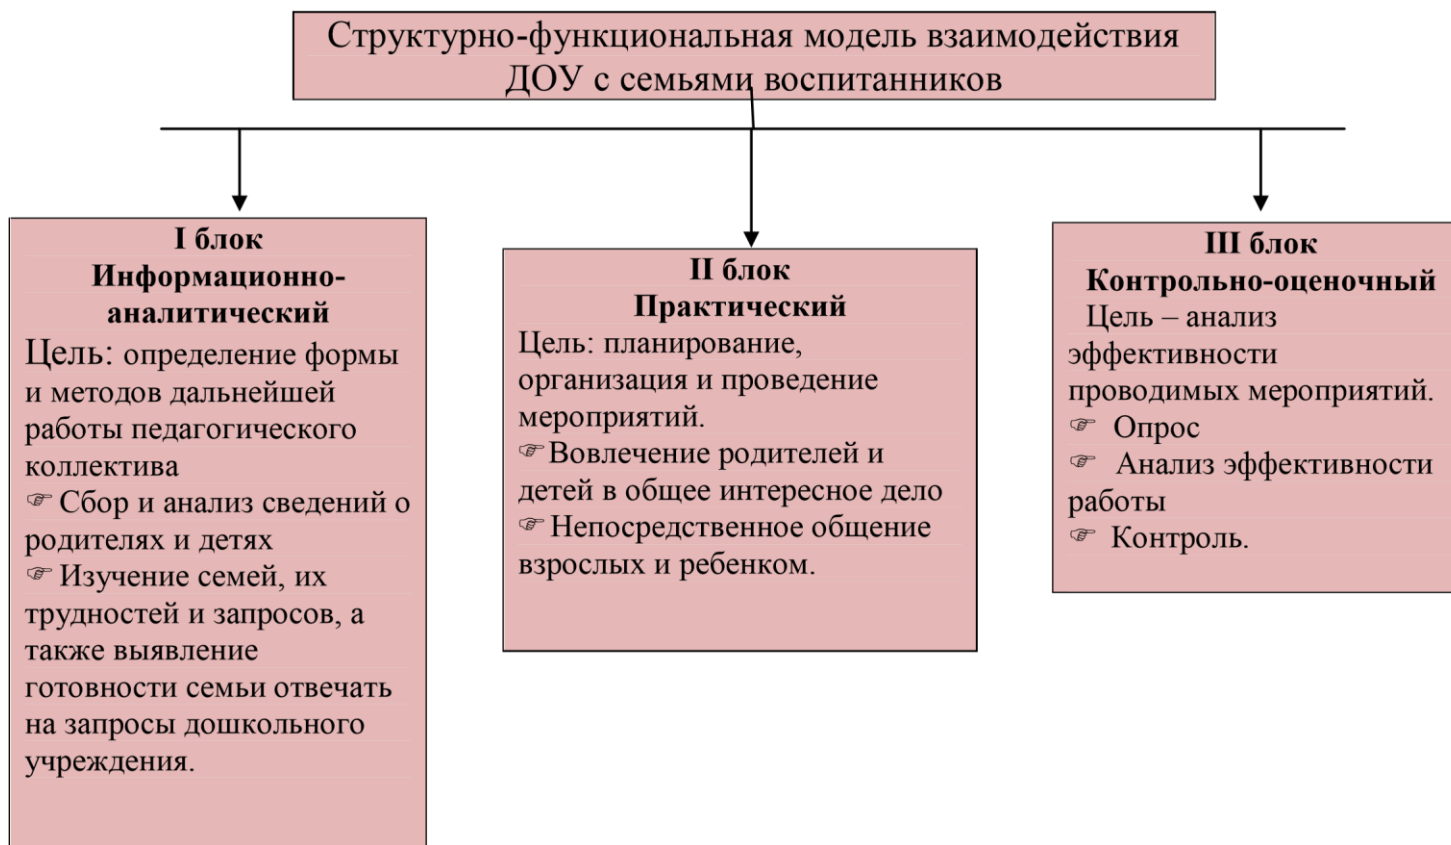 Структурно-функциональная модель взаимодействия
ДОУ с семьями воспитанников
I блок
Информационно-
аналитический
Цель: определение формы
и методов дальнейшей
работы педагогического
коллектива
☞ Сбор и анализ сведений о
родителях и детях
☞ Изучение семей, их
трудностей и запросов, а
также выявление
готовности семьи отвечать
на запросы дошкольного
учреждения.
II блок
Практический
Цель: планирование,
организация и проведение
мероприятий.
☞ Вовлечение родителей и
детей в общее интересное дело
☞ Непосредственное общение
взрослых и ребенком.
III блок
Контрольно-оценочный
Цель – анализ
эффективности
проводимых мероприятий.
☞ Опрос
☞ Анализ эффективности
работы
☞ Контроль.